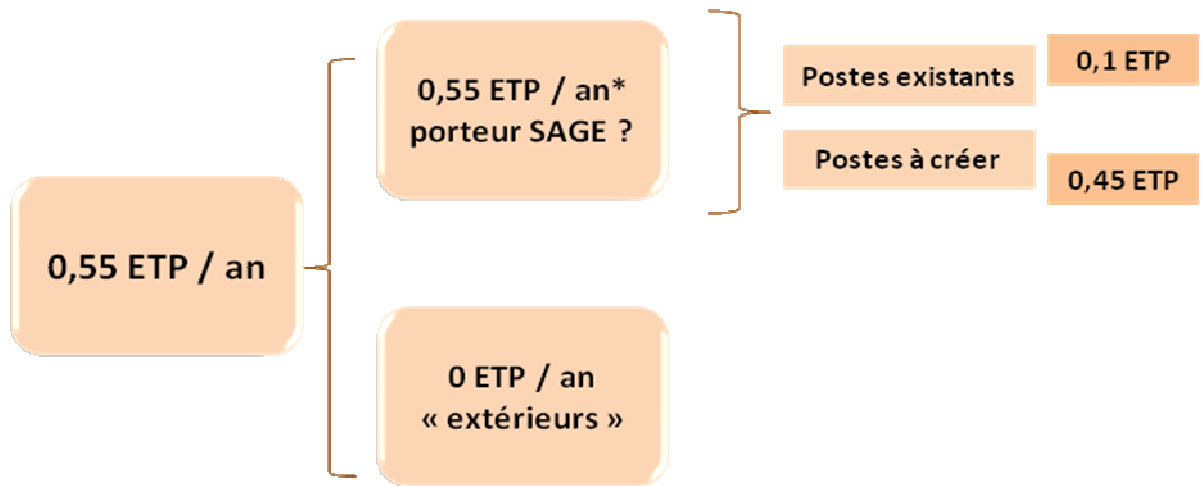 0,55 ETP / an
0,55 ETP / an*
porteur SAGE ?
Postes existants
0,1 ETP
Postes à créer
0,45 ETP
0 ETP / an
« extérieurs »